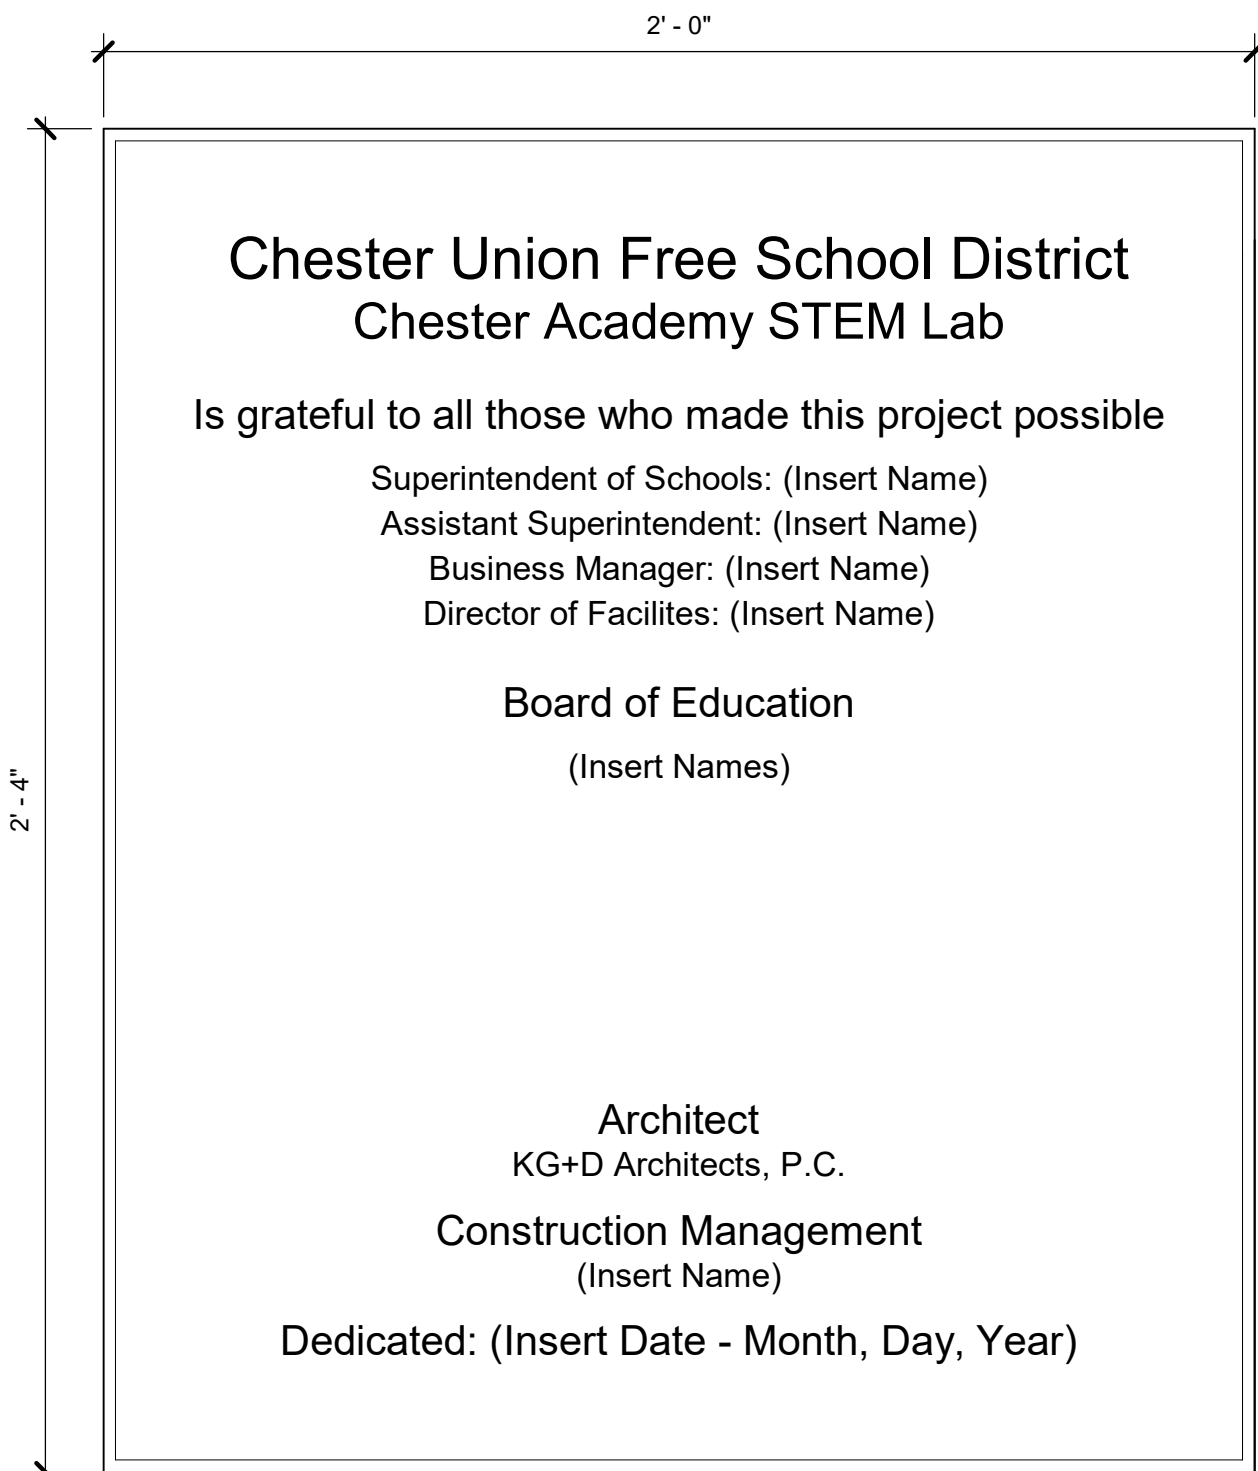 2' - 0"
Chester Union Free School District
Chester Academy STEM Lab
Is grateful to all those who made this project possible
Superintendent of Schools: (Insert Name)
Assistant Superintendent: (Insert Name)
Business Manager: (Insert Name)
Director of Facilites: (Insert Name)
Board of Education
(Insert Names)
2' - 4"
Architect
KG+D Architects, P.C.
Construction Management
(Insert Name)
Dedicated: (Insert Date - Month, Day, Year)